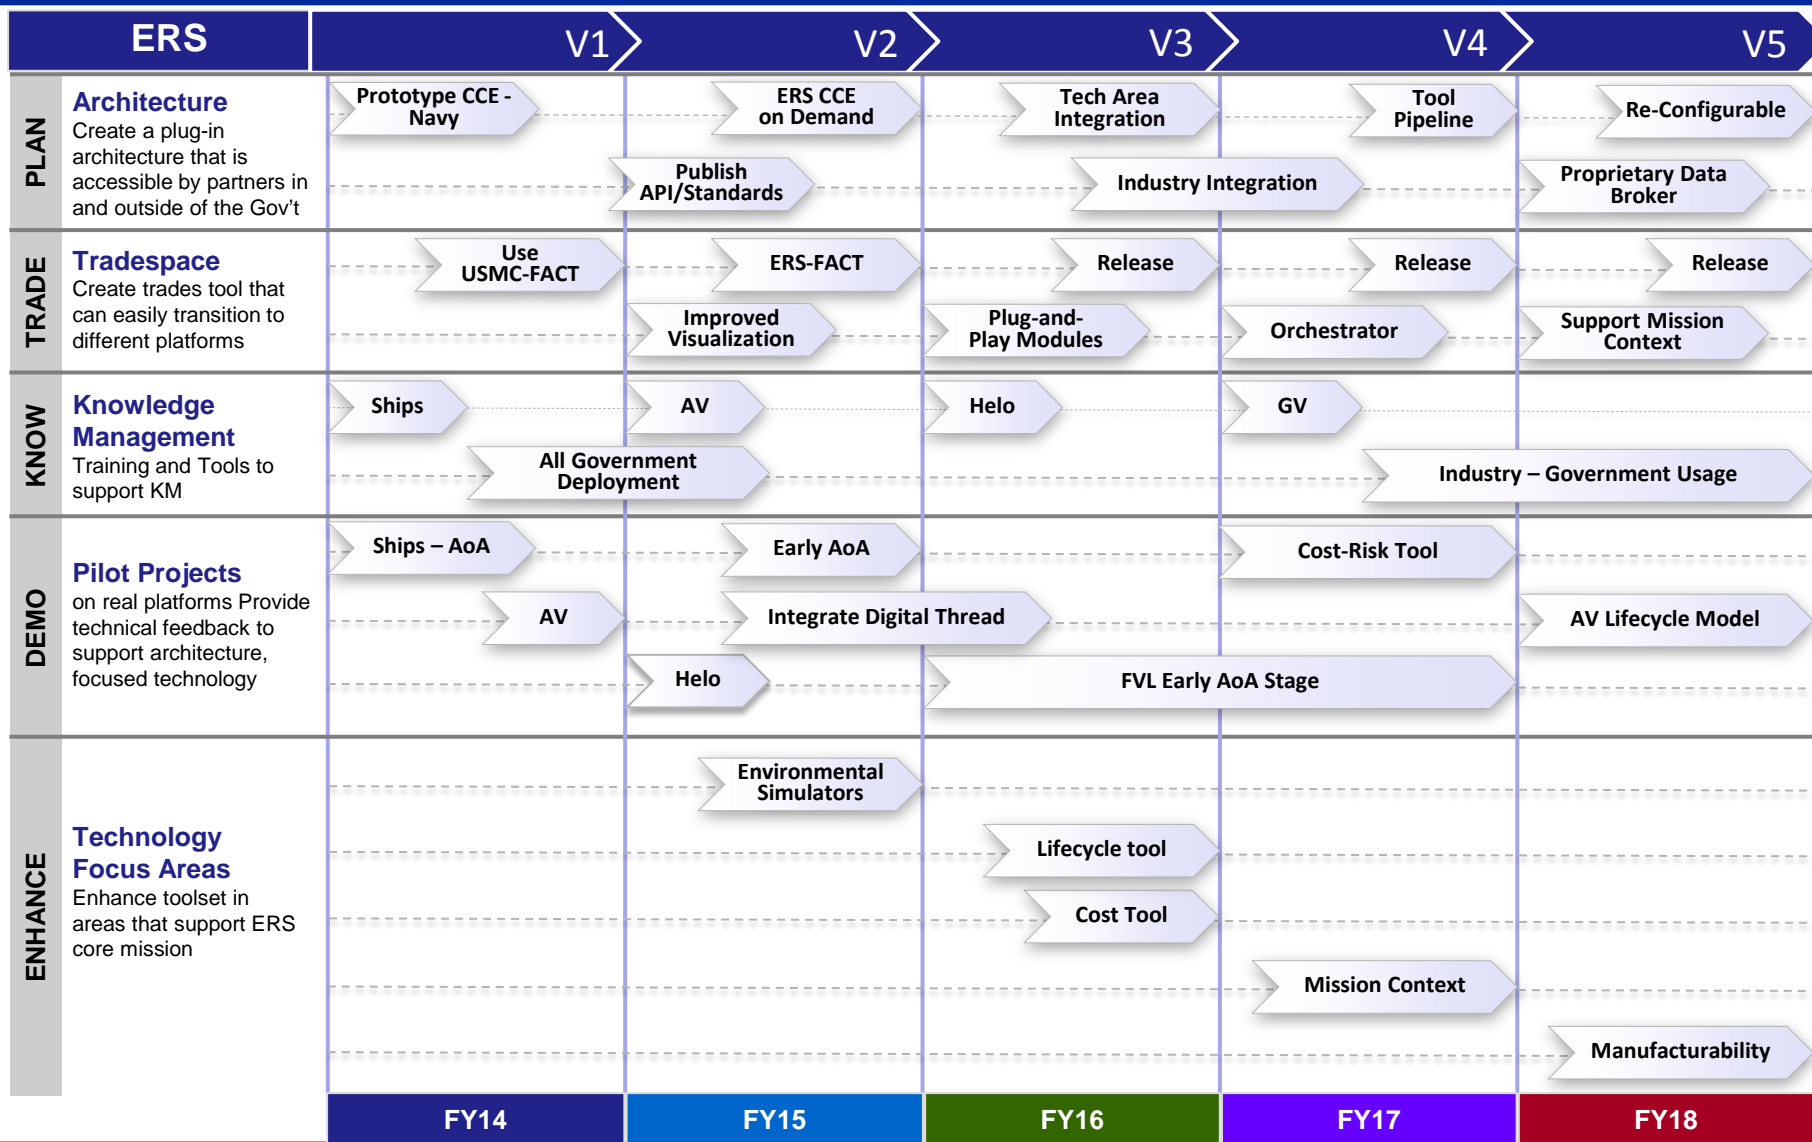 ERS
V1
V2
V3
V4
V5
PLAN
Architecture
Create a plug-in
architecture that is
accessible by partners in
and outside of the Gov't
Prototype CCE -
Navy
ERS CCE
on Demand
Tech Area
Integration
Tool
Pipeline
Re-Configurable
Publish
API/Standards
Industry Integration
Proprietary Data
Broker
TRADE
Tradespace
Create trades tool that
can easily transition to
different platforms
Use
USMC-FACT
ERS-FACT
Release
Release
Release
Improved
Visualization
Plug-and-
Play Modules
Orchestrator
Support Mission
Context
KNOW
Knowledge
Management
Training and Tools to
support KM
Ships
AV
Helo
GV
All Government
Deployment
Industry – Government Usage
DEMO
Pilot Projects
on real platforms Provide
technical feedback to
support architecture,
focused technology
Ships – AoA
Early AoA
Cost-Risk Tool
AV
Integrate Digital Thread
AV Lifecycle Model
Helo
FVL Early AoA Stage
ENHANCE
Technology
Focus Areas
Enhance toolset in
areas that support ERS
core mission
Environmental
Simulators
Lifecycle tool
Cost Tool
Mission Context
Manufacturability
FY14
FY15
FY16
FY17
FY18